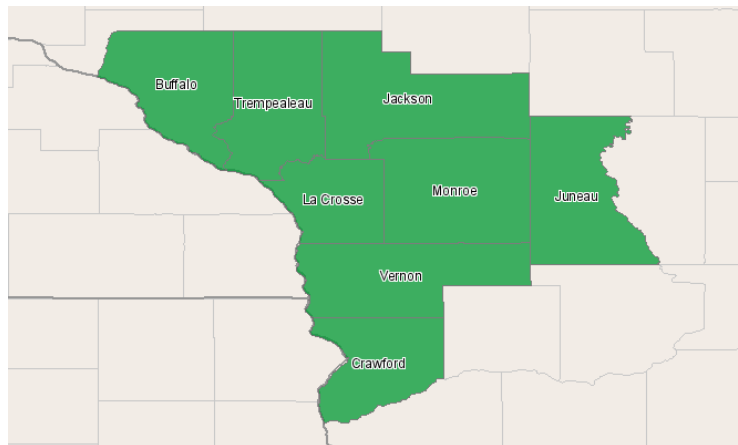 Buffalo
Trempealeau
Jackson
La Crosse
Monroe
Juneau
Vernon
Crawford